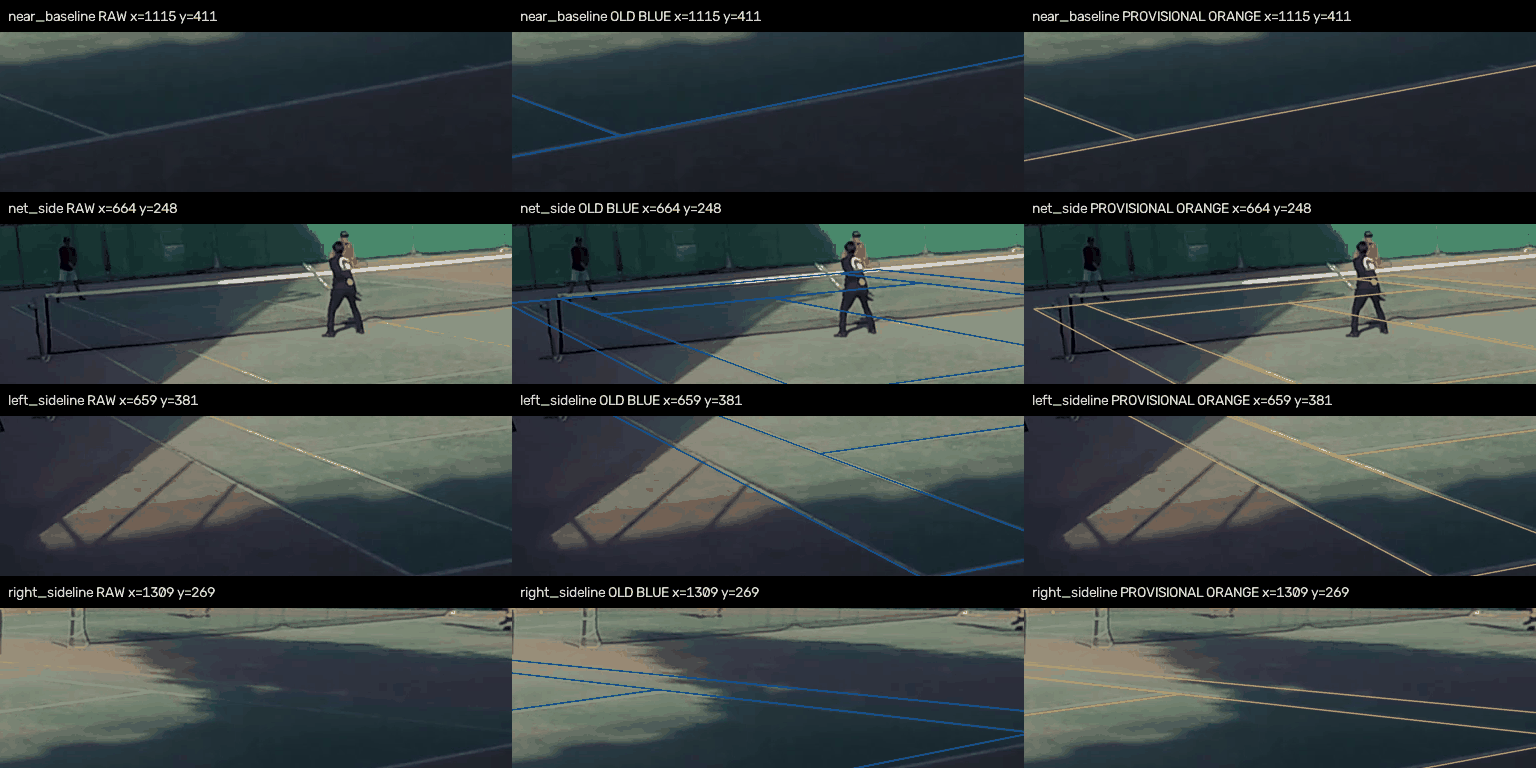 near_baseline RAW x=1115 y=411
near_baseline OLD BLUE x=1115 y=411
near_baseline PROVISIONAL ORANGE x=1115 y=411
net_side RAW x=664 y=248
net_side OLD BLUE x=664 y=248
net_side PROVISIONAL ORANGE x=664 y=248
left_sideline RAW x=659 y=381
left_sideline OLD BLUE x=659 y=381
left_sideline PROVISIONAL ORANGE x=659 y=381
right_sideline RAW x=1309 y=269
right_sideline OLD BLUE x=1309 y=269
right_sideline PROVISIONAL ORANGE x=1309 y=269